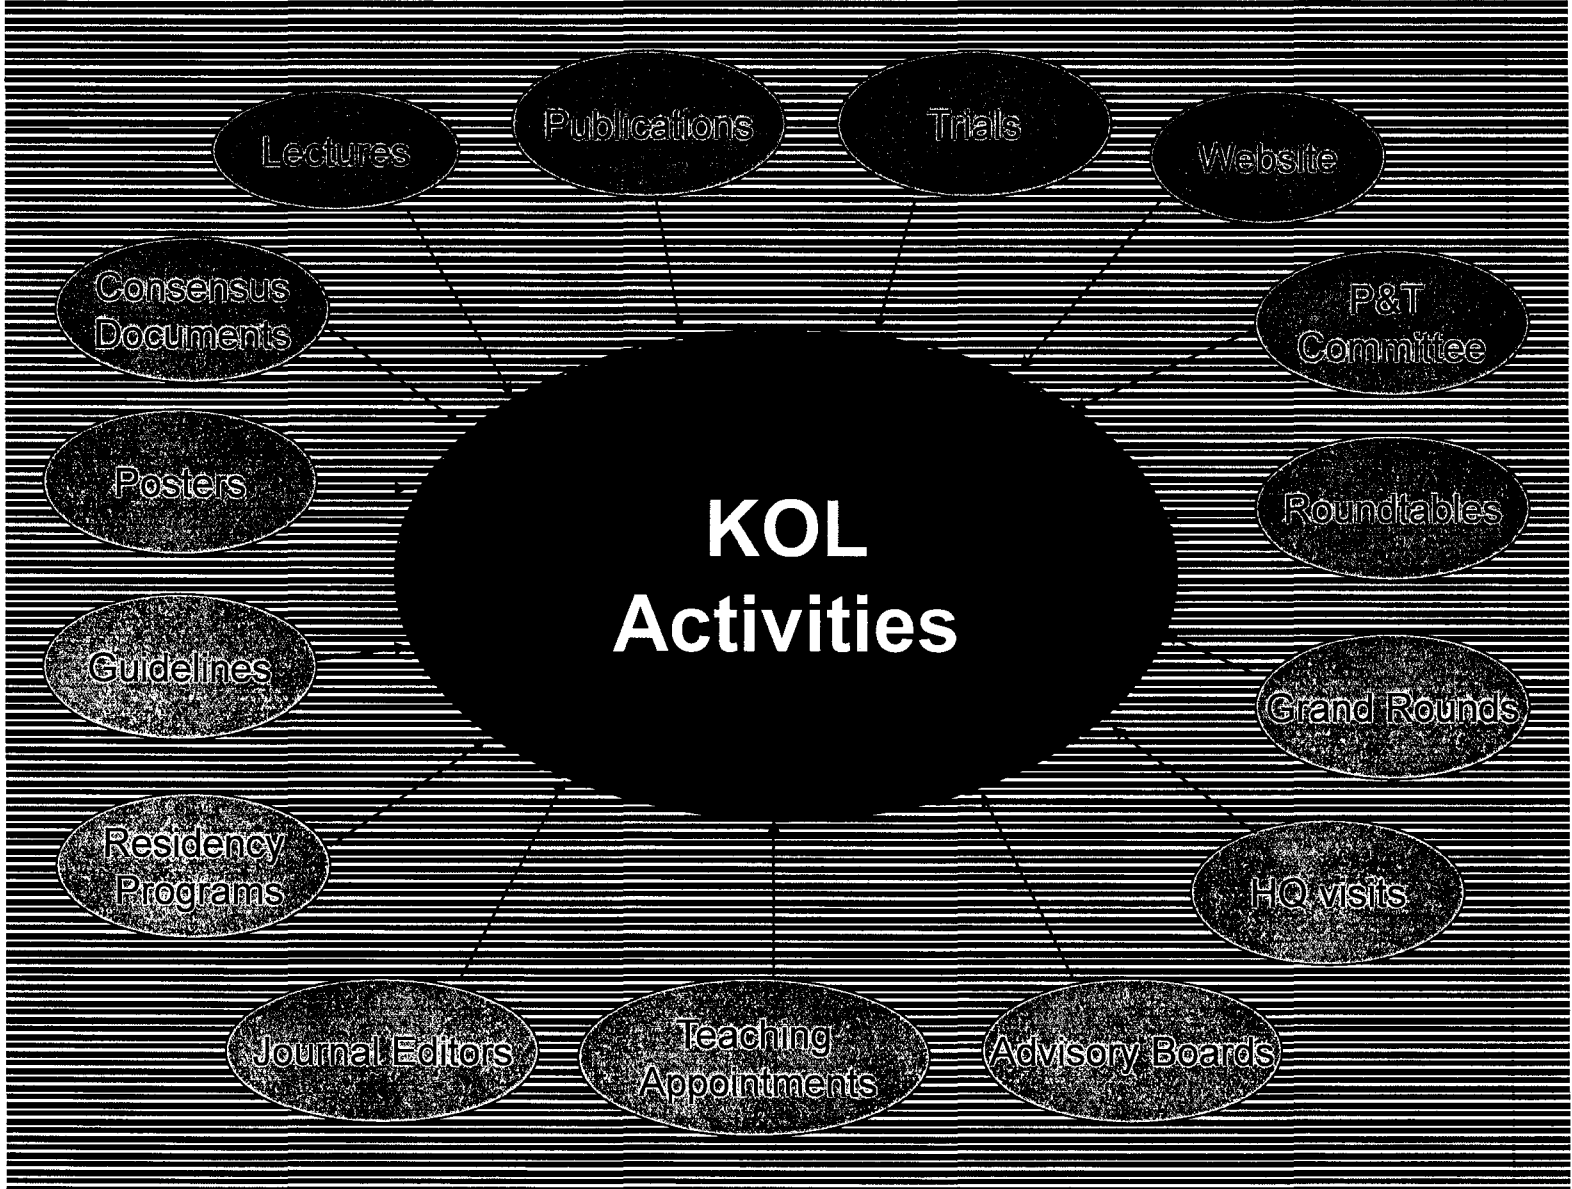 Publications
Trials
Lectures
Website
Consensus
Documents
P&T
Committee
Posters
Roundtables
KOL
Activities
Guidelines
Grand Rounds
Residency
Programs
HQ visits
Journal Editors
Teaching
Appointments
Advisory Boards